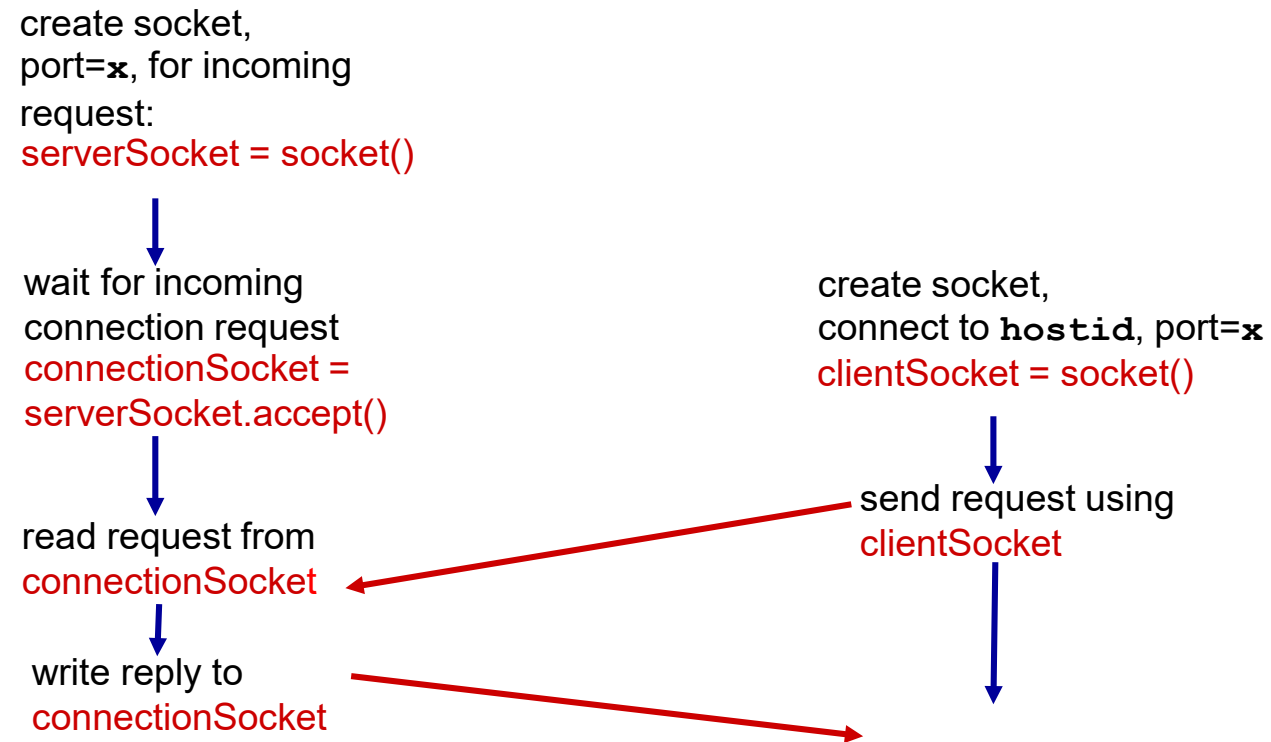 create socket,
port=x, for incoming
request:
serverSocket = socket()
wait for incoming
connection request
connectionSocket =
serverSocket.accept()
read request from
connectionSocket
write reply to
connectionSocket
create socket,
connect to hostid, port=x
clientSocket = socket()
send request using
clientSocket